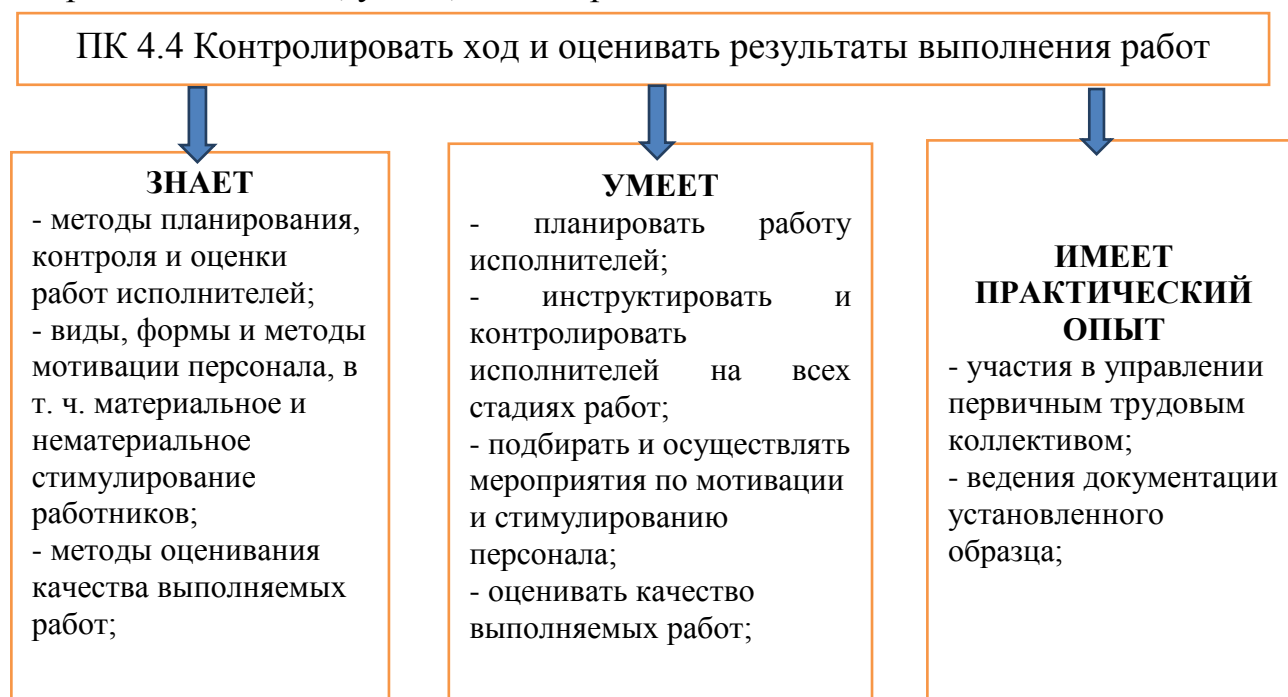 ПК 4.4 Контролировать ход и оценивать результаты выполнения работ
ЗНАЕТ
- методы планирования,
контроля и оценки
работ исполнителей;
- виды, формы и методы
мотивации персонала, в
т. ч. материальное и
нематериальное
стимулирование
работников;
- методы оценивания
качества выполняемых
работ;
УМЕЕТ
- планировать работу
исполнителей;
- инструктировать и
контролировать
исполнителей на всех
стадиях работ;
- подбирать и осуществлять
мероприятия по мотивации
и стимулированию
персонала;
- оценивать качество
выполняемых работ;
ИМЕЕТ
ПРАКТИЧЕСКИЙ
ОПЫТ
- участия в управлении
первичным трудовым
коллективом;
- ведения документации
установленного
образца;